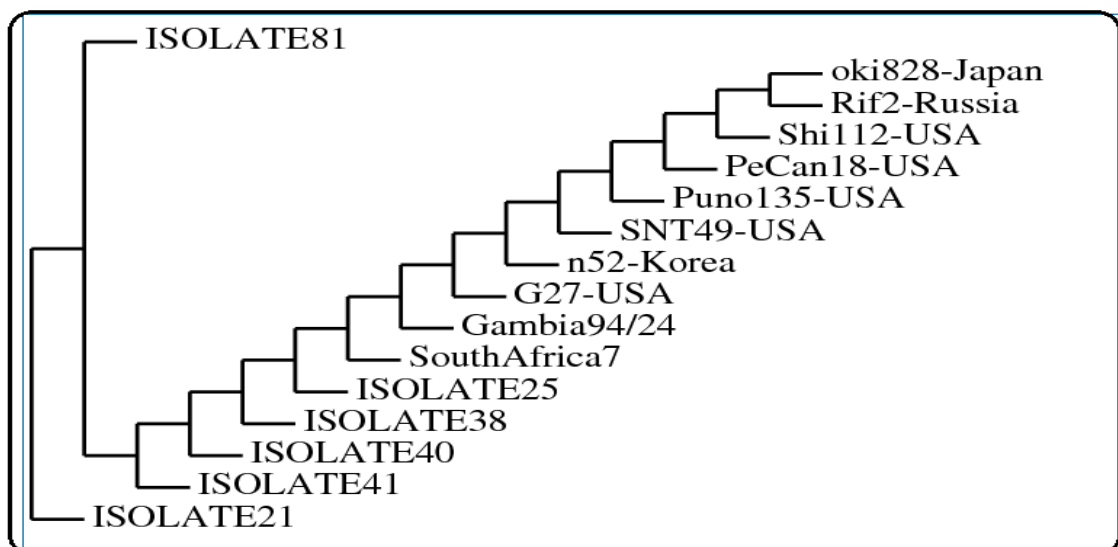 ISOLATE81
oki828-Japan
Rif2-Russia
Shi112-USA
PeCan18-USA
Puno135-USA
SNT49-USA
n52-Korea
G27-USA
Gambia94/24
SouthAfrica7
ISOLATE25
ISOLATE38
ISOLATE40
ISOLATE41
ISOLATE21